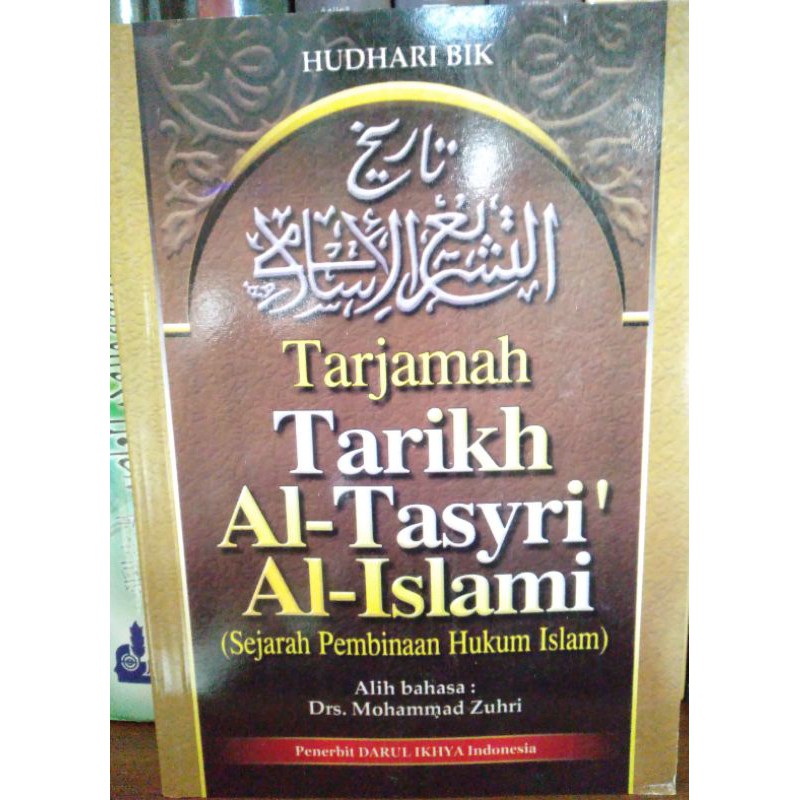 HUDHARI BIK
تاريخ
التشريع الإسلامي
Tarjamah
Tarikh
Al-Tasyri'
Al-Islami
(Sejarah Pembinaan Hukum Islam)
Alih bahasa :
Drs. Mohammad Zuhri
Penerbit DARUL IKHYA Indonesia